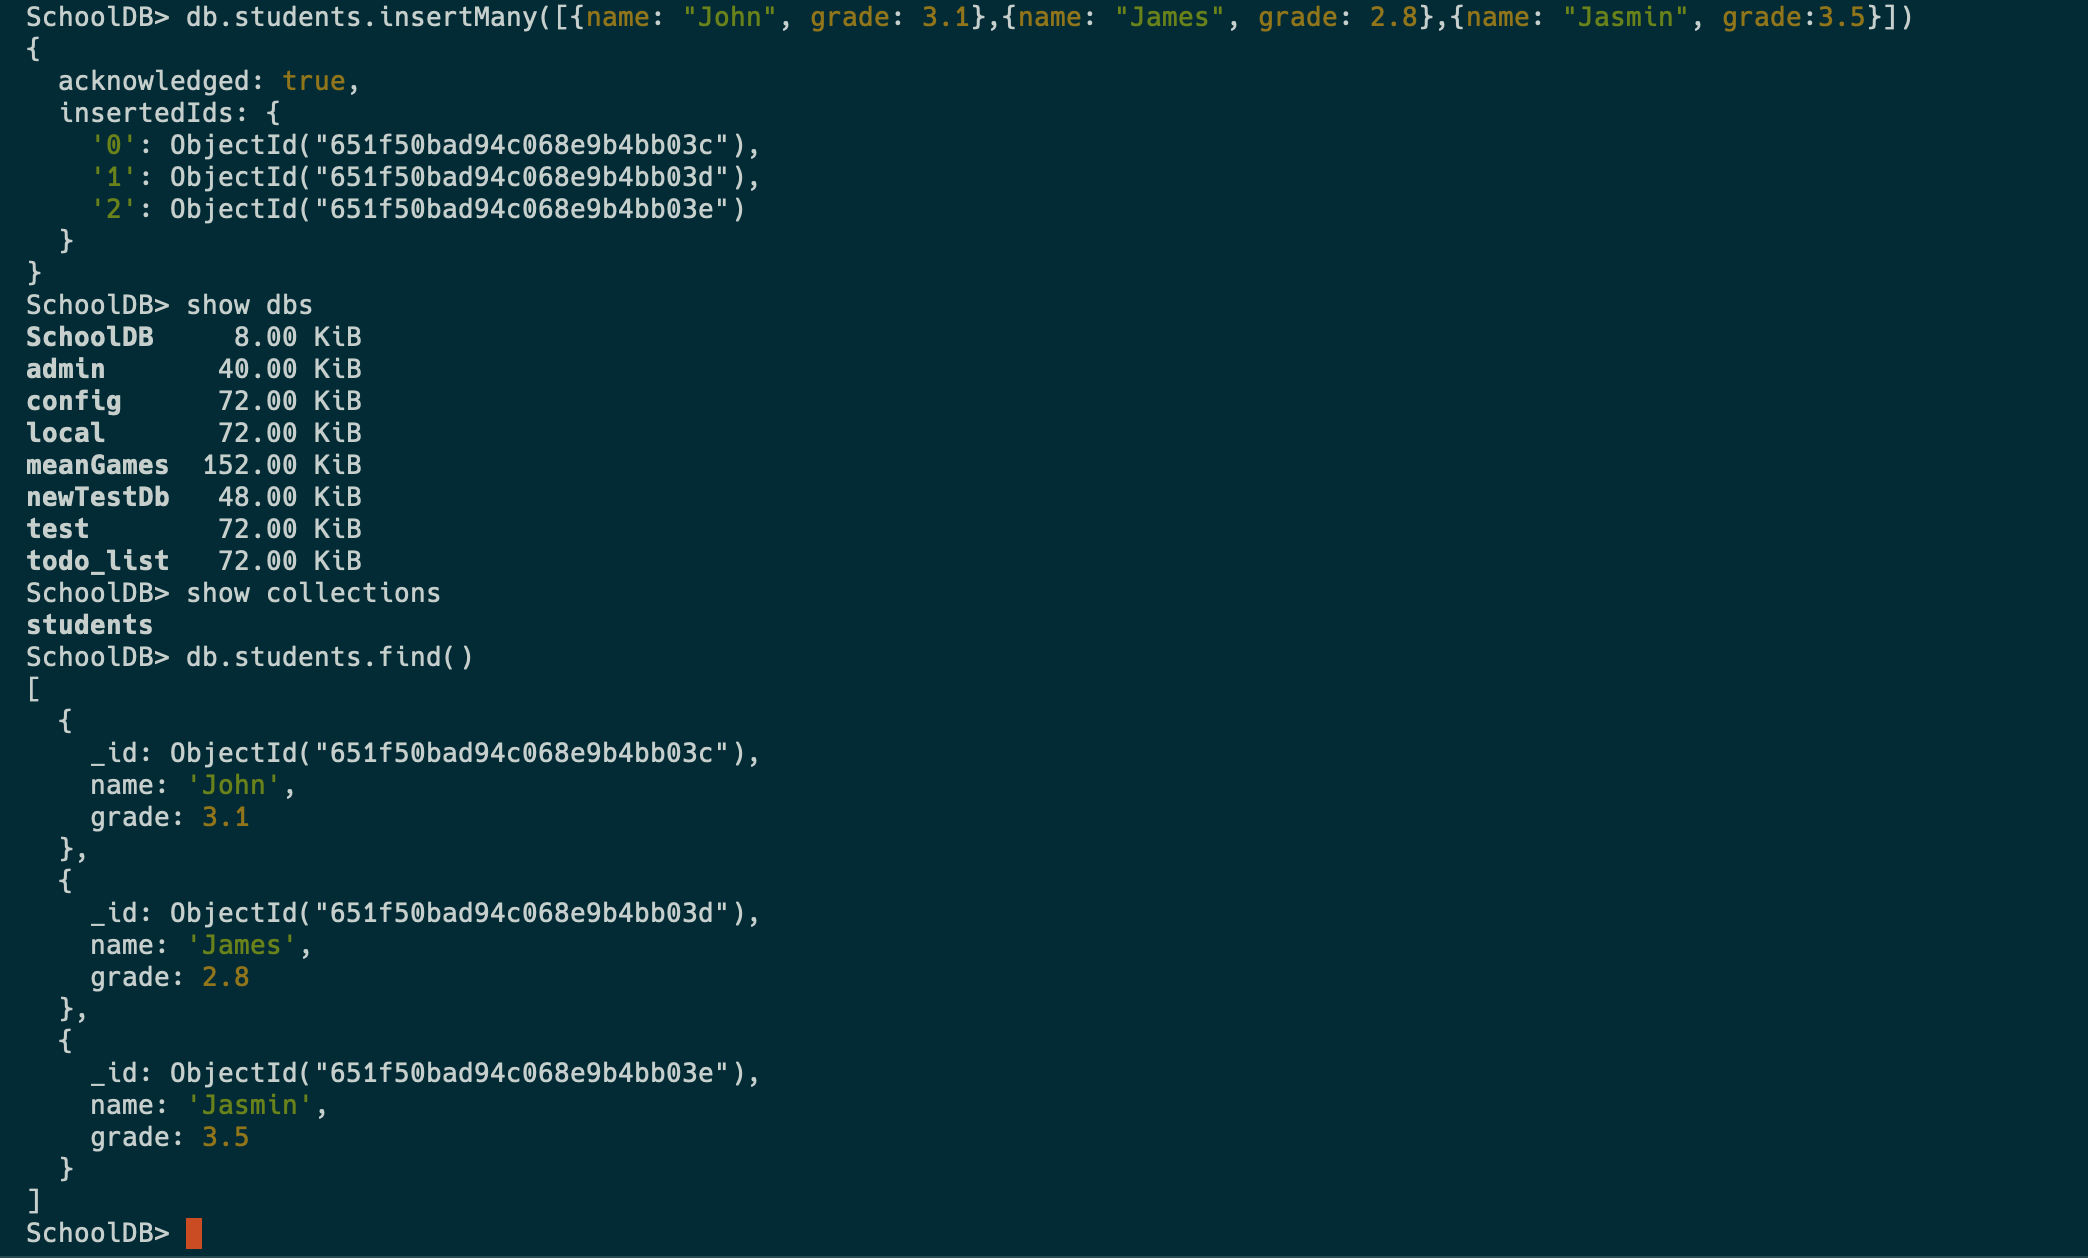 SchoolDB> db.students.insertMany([{name: "John", grade: 3.1},{name: "James", grade: 2.8},{name: "Jasmin", grade:3.5}])
{
  acknowledged: true,
  insertedIds: {
    '0': ObjectId("651f50bad94c068e9b4bb03c"),
    '1': ObjectId("651f50bad94c068e9b4bb03d"),
    '2': ObjectId("651f50bad94c068e9b4bb03e")
  }
}
SchoolDB> show dbs
SchoolDB     8.00 KiB
admin       40.00 KiB
config      72.00 KiB
local       72.00 KiB
meanGames  152.00 KiB
newTestDb   48.00 KiB
test        72.00 KiB
todo_list   72.00 KiB
SchoolDB> show collections
students
SchoolDB> db.students.find()
[
  {
    _id: ObjectId("651f50bad94c068e9b4bb03c"),
    name: 'John',
    grade: 3.1
  },
  {
    _id: ObjectId("651f50bad94c068e9b4bb03d"),
    name: 'James',
    grade: 2.8
  },
  {
    _id: ObjectId("651f50bad94c068e9b4bb03e"),
    name: 'Jasmin',
    grade: 3.5
  }
]
SchoolDB>